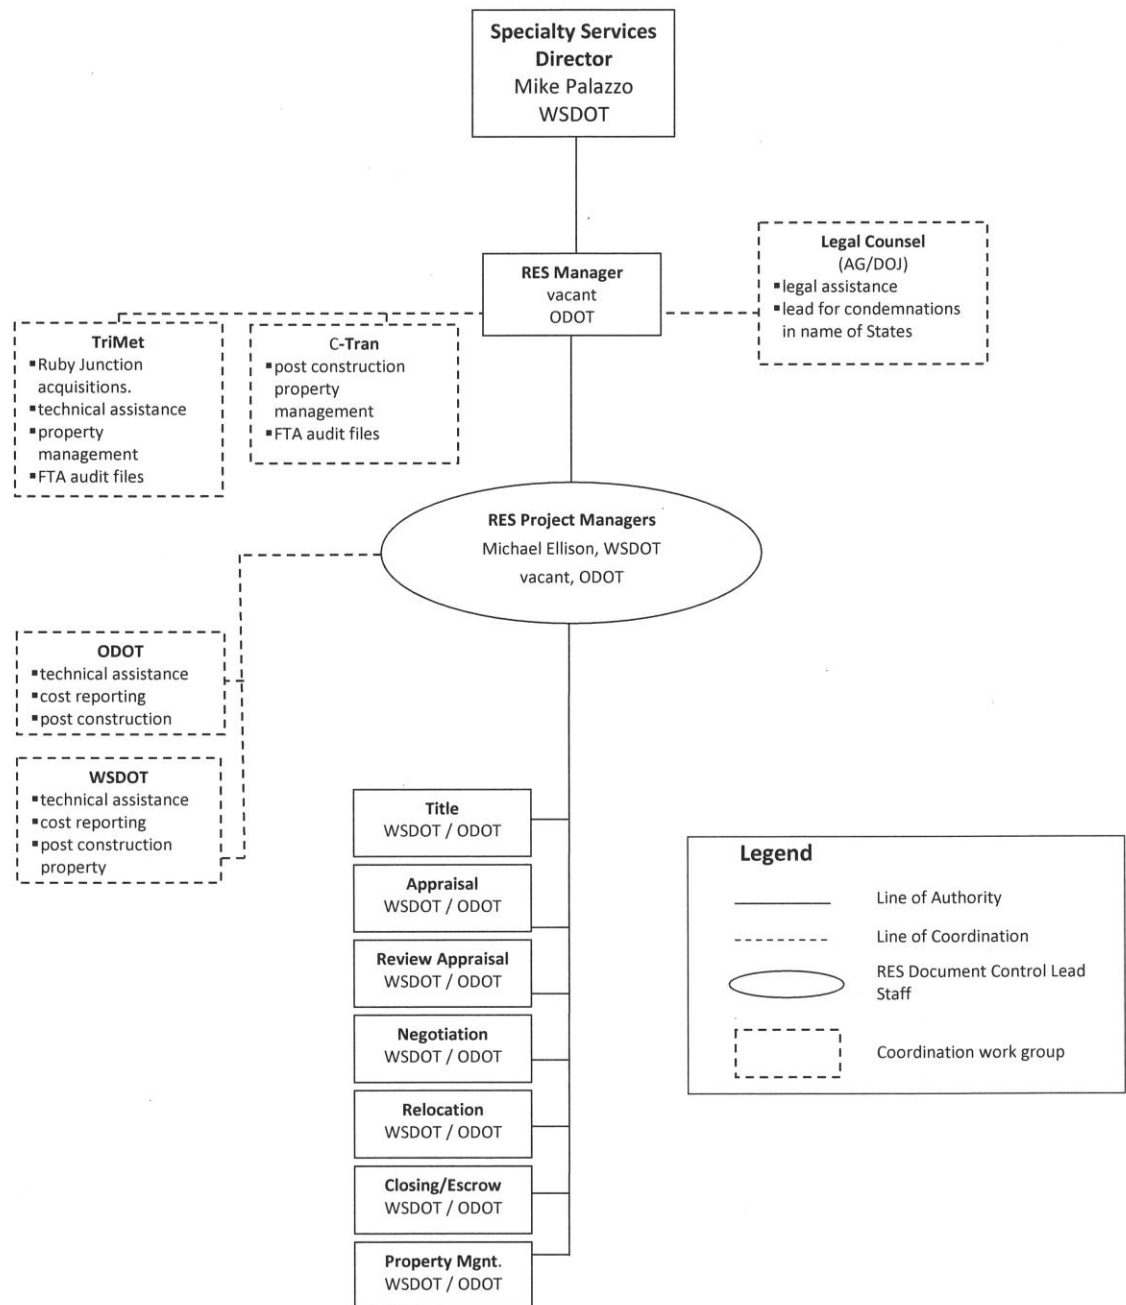 Specialty Services
Director
Mike Palazzo
WSDOT
Legal Counsel
(AG/DOJ)
▪legal assistance
▪lead for condemnations
in name of States
RES Manager
vacant
ODOT
TriMet
▪Ruby Junction
acquisitions.
▪technical assistance
▪property
management
▪FTA audit files
C-Tran
▪post construction
property
management
▪FTA audit files
RES Project Managers
Michael Ellison, WSDOT
vacant, ODOT
ODOT
▪technical assistance
▪cost reporting
▪post construction
WSDOT
▪technical assistance
▪cost reporting
▪post construction
property
Title
WSDOT / ODOT
Appraisal
WSDOT / ODOT
Review Appraisal
WSDOT / ODOT
Negotiation
WSDOT / ODOT
Relocation
WSDOT / ODOT
Closing/Escrow
WSDOT / ODOT
Property Mgnt.
WSDOT / ODOT
Legend
Line of Authority
Line of Coordination
RES Document Control Lead
Staff
Coordination work group